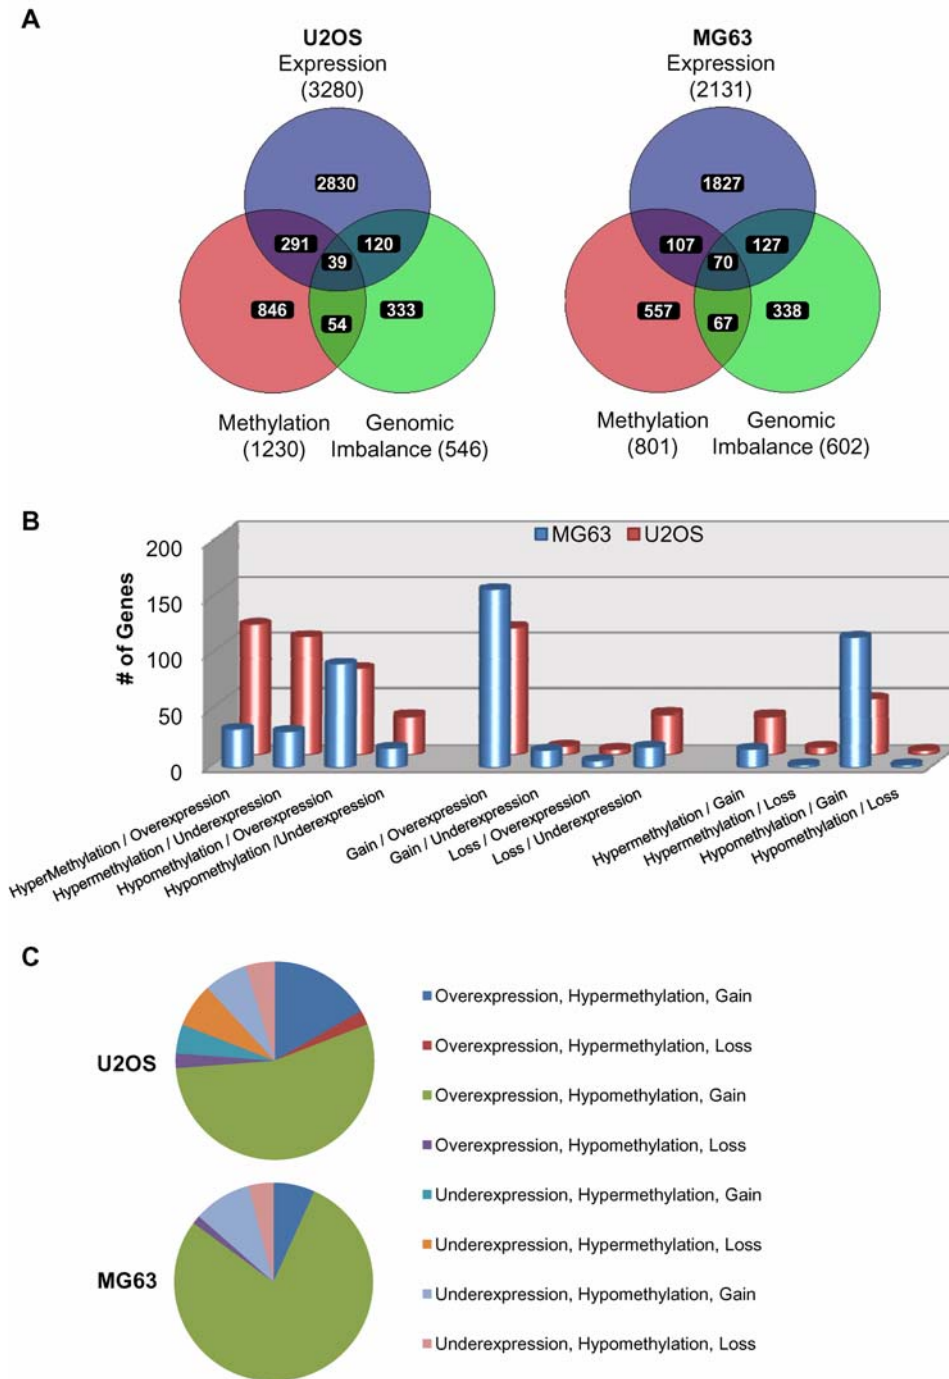 A
U2OS
Expression
(3280)
2830
291
120
39
846
54
333
Methylation
(1230)
Genomic
Imbalance (546)
MG63
Expression
(2131)
1827
107
127
70
557
67
338
Methylation
(801)
Genomic
Imbalance (602)
B
MG63
U2OS
# of Genes
200
150
100
50
0
HyperMethylation / Overexpression
Hypermethylation / Underexpression
Hypomethylation / Overexpression
Hypomethylation /Underexpression
Gain / Overexpression
Gain / Underexpression
Loss / Overexpression
Loss / Underexpression
Hypermethylation / Gain
Hypermethylation / Loss
Hypomethylation / Gain
Hypomethylation / Loss
C
U2OS
MG63
Overexpression, Hypermethylation, Gain
Overexpression, Hypermethylation, Loss
Overexpression, Hypomethylation, Gain
Overexpression, Hypomethylation, Loss
Underexpression, Hypermethylation, Gain
Underexpression, Hypermethylation, Loss
Underexpression, Hypomethylation, Gain
Underexpression, Hypomethylation, Loss